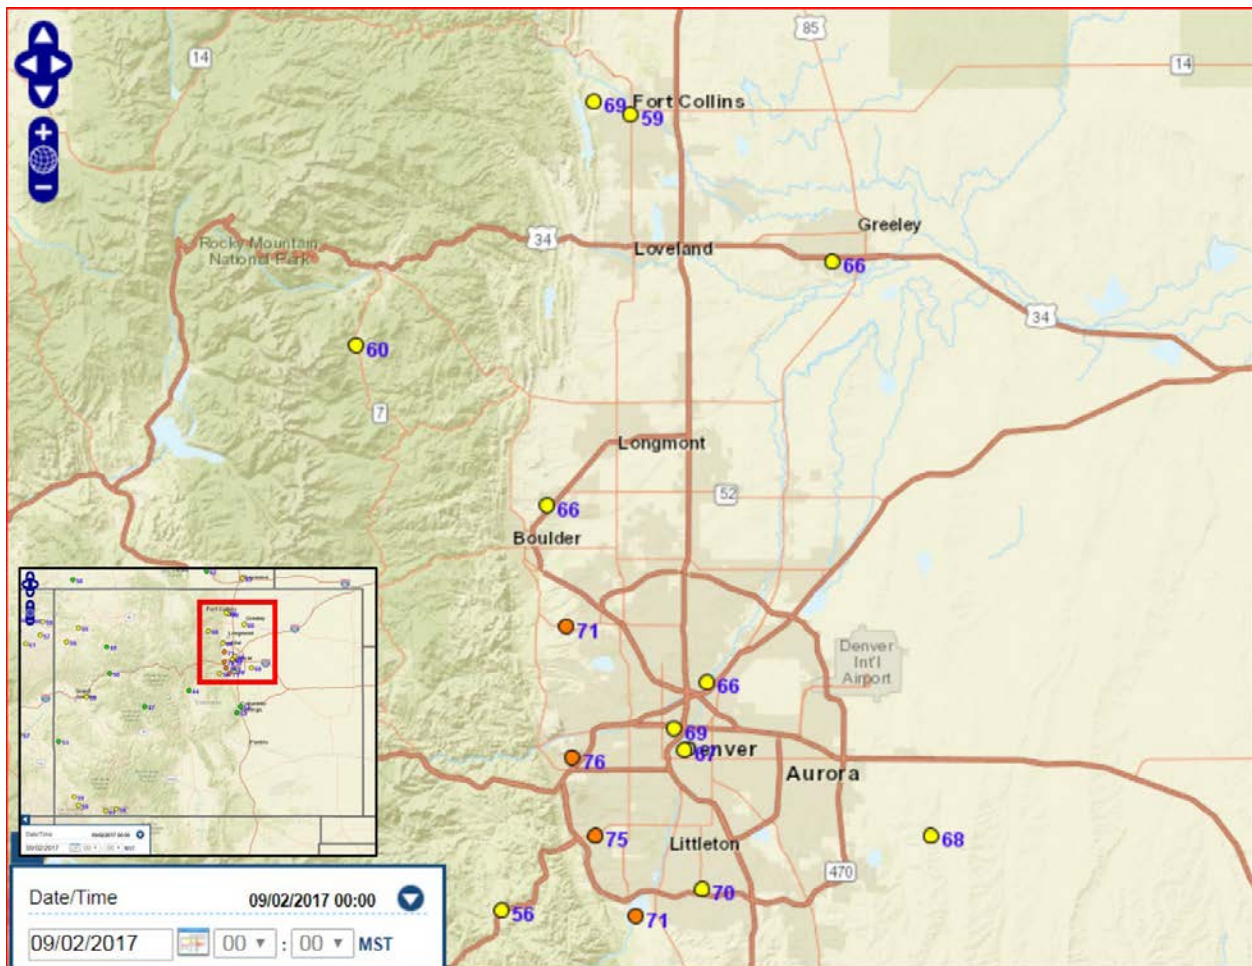 85
14
14
69 Fort Collins
59
Greeley
34
Rocky Mountain
National Park
Loveland
66
34
60
7
Longmont
52
66
Boulder
71
Denver
Int'l
Airport
66
69
Denver
67
76
Aurora
75
Littleton
68
470
70
56
71
Date/Time 09/02/2017 00:00
09/02/2017 00 : 00 MST